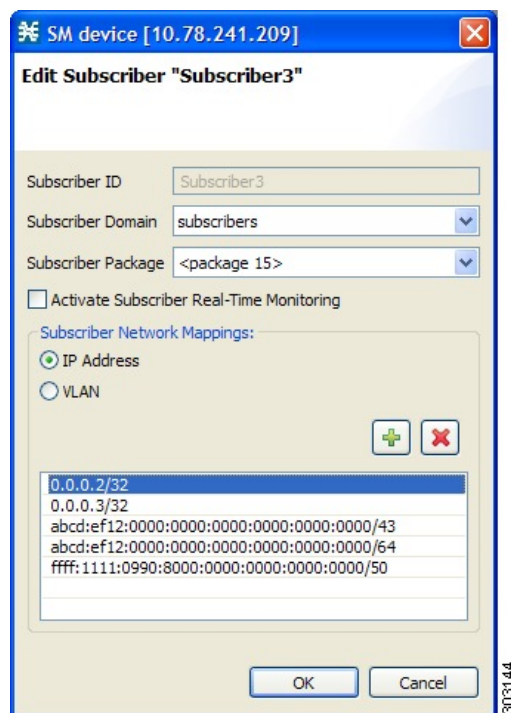 SM device [10.78.241.209]
Edit Subscriber "Subscriber3"
Subscriber ID Subscriber3
Subscriber Domain subscribers
Subscriber Package <package 15>
Activate Subscriber Real-Time Monitoring
Subscriber Network Mappings:
IP Address
VLAN
0.0.0.2/32
0.0.0.3/32
abcd:ef12:0000:0000:0000:0000:0000/43
abcd:ef12:0000:0000:0000:0000:0000/64
ffff:1111:0990:8000:0000:0000:0000:0000/50
OK Cancel
303144